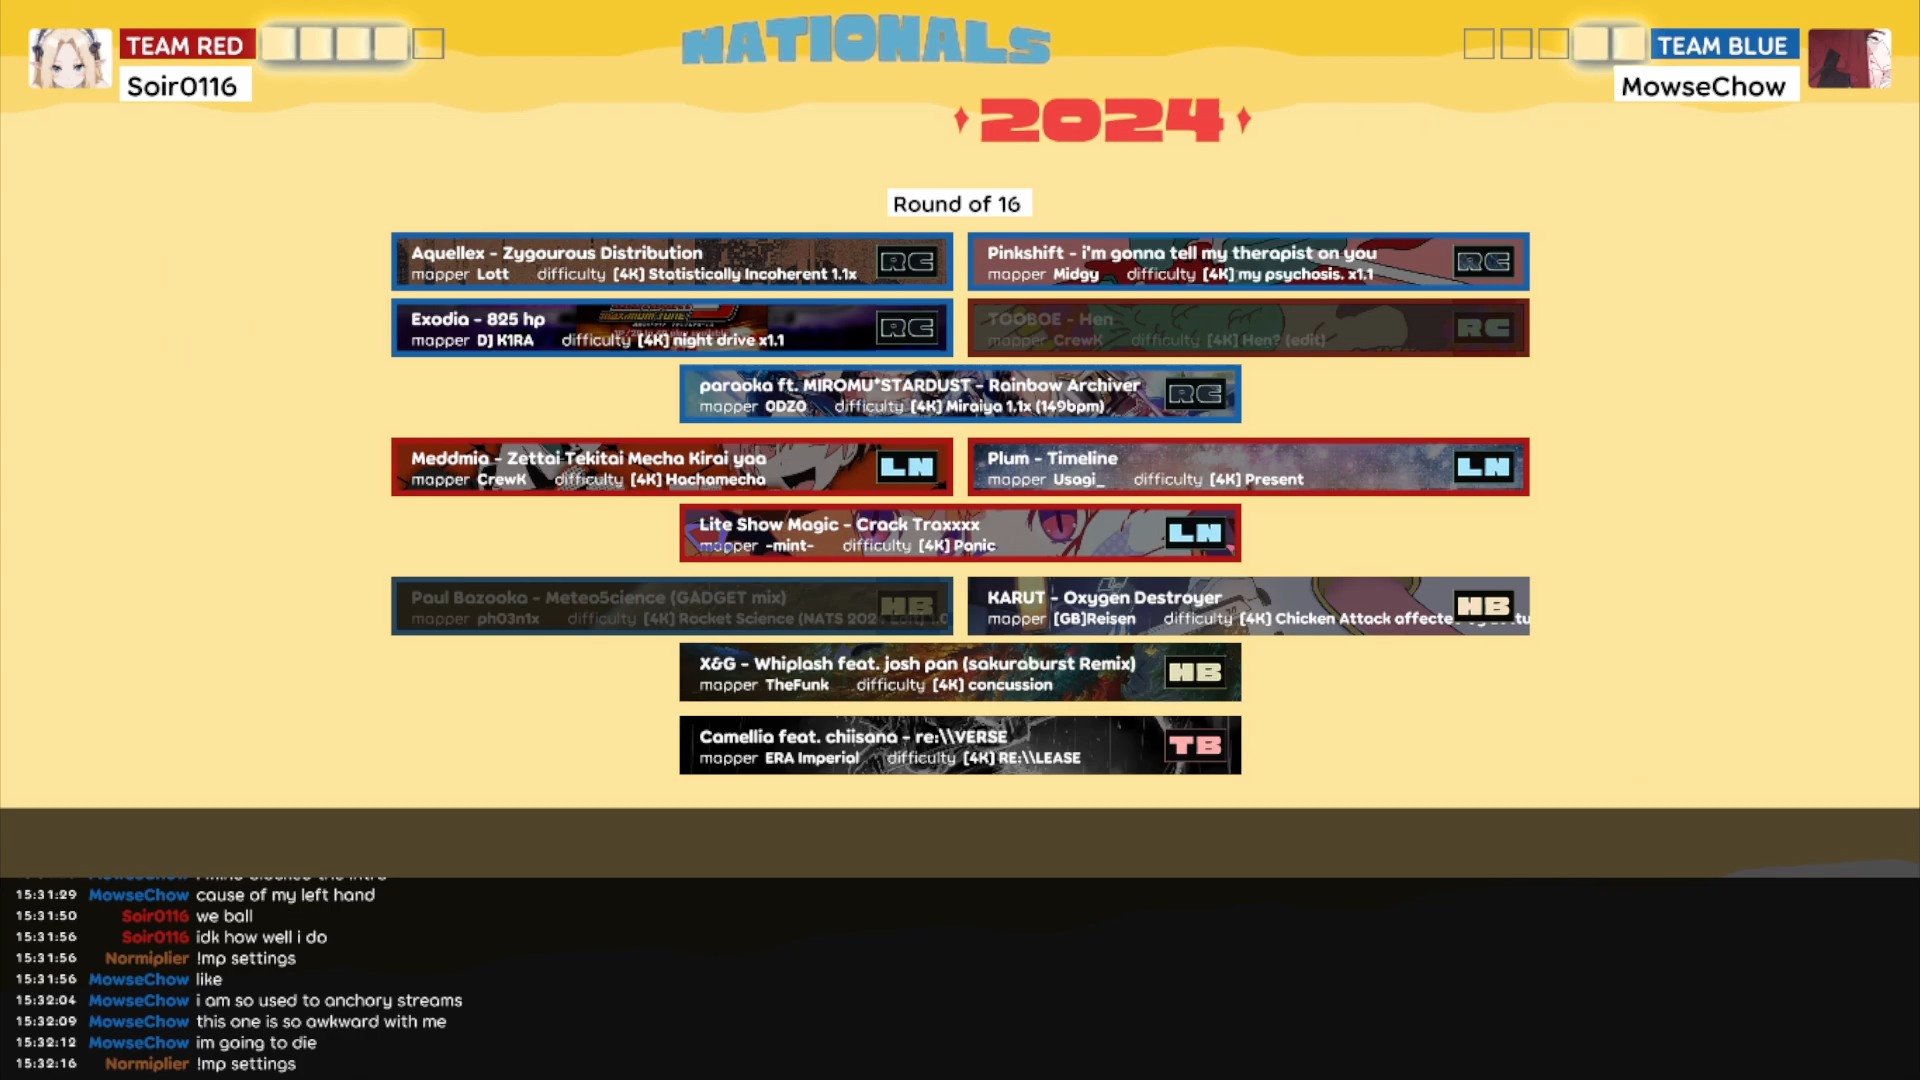 TEAM RED
Soir0116
NATIONALS
2024
TEAM BLUE
MowseChow
Round of 16
Aquellex - Zygourous Distribution
mapper Lott difficulty [4K] Statistically Incoherent 1.1x
RC
Pinkshift - i'm gonna tell my therapist on you
mapper Midgy difficulty [4K] my psychosis. x1.1
RC
Exodia - 825 hp
mapper DJ K1RA difficulty [4K] night drive x1.1
RC
TOOBOE - Hen
mapper CrewK difficulty [4K] Hen? (edit)
RC
paraoka ft. MIROMU*STARDUST - Rainbow Archiver
mapper ODZO difficulty [4K] Miraiya 1.1x (149bpm)
RC
Meddmia - Zettai Tekitai Mecha Kirai yaa
mapper CrewK difficulty [4K] Hachamecha
LN
Plum - Timeline
mapper Usagi_ difficulty [4K] Present
LN
Lite Show Magic - Crack Traxxxx
mapper -mint- difficulty [4K] Panic
LN
Paul Bazooka - Meteo5cience (GADGET mix)
mapper ph03n1x difficulty [4K] Rocket Science (NATS 202
HB
KARUT - Oxygen Destroyer
mapper [GB]Reisen difficulty [4K] Chicken Attack affecte
HB
X&G - Whiplash feat. josh pan (sakuraburst Remix)
mapper TheFunk difficulty [4K] concussion
HB
Camellia feat. chiisana - re:\\VERSE
mapper ERA Imperial difficulty [4K] RE:\\LEASE
TB
15:31:29 MowseChow cause of my left hand
15:31:50 Soir0116 we ball
15:31:56 Soir0116 idk how well i do
15:31:56 Normiplier !mp settings
15:31:56 MowseChow like
15:32:04 MowseChow i am so used to anchory streams
15:32:09 MowseChow this one is so awkward with me
15:32:12 MowseChow im going to die
15:32:16 Normiplier !mp settings